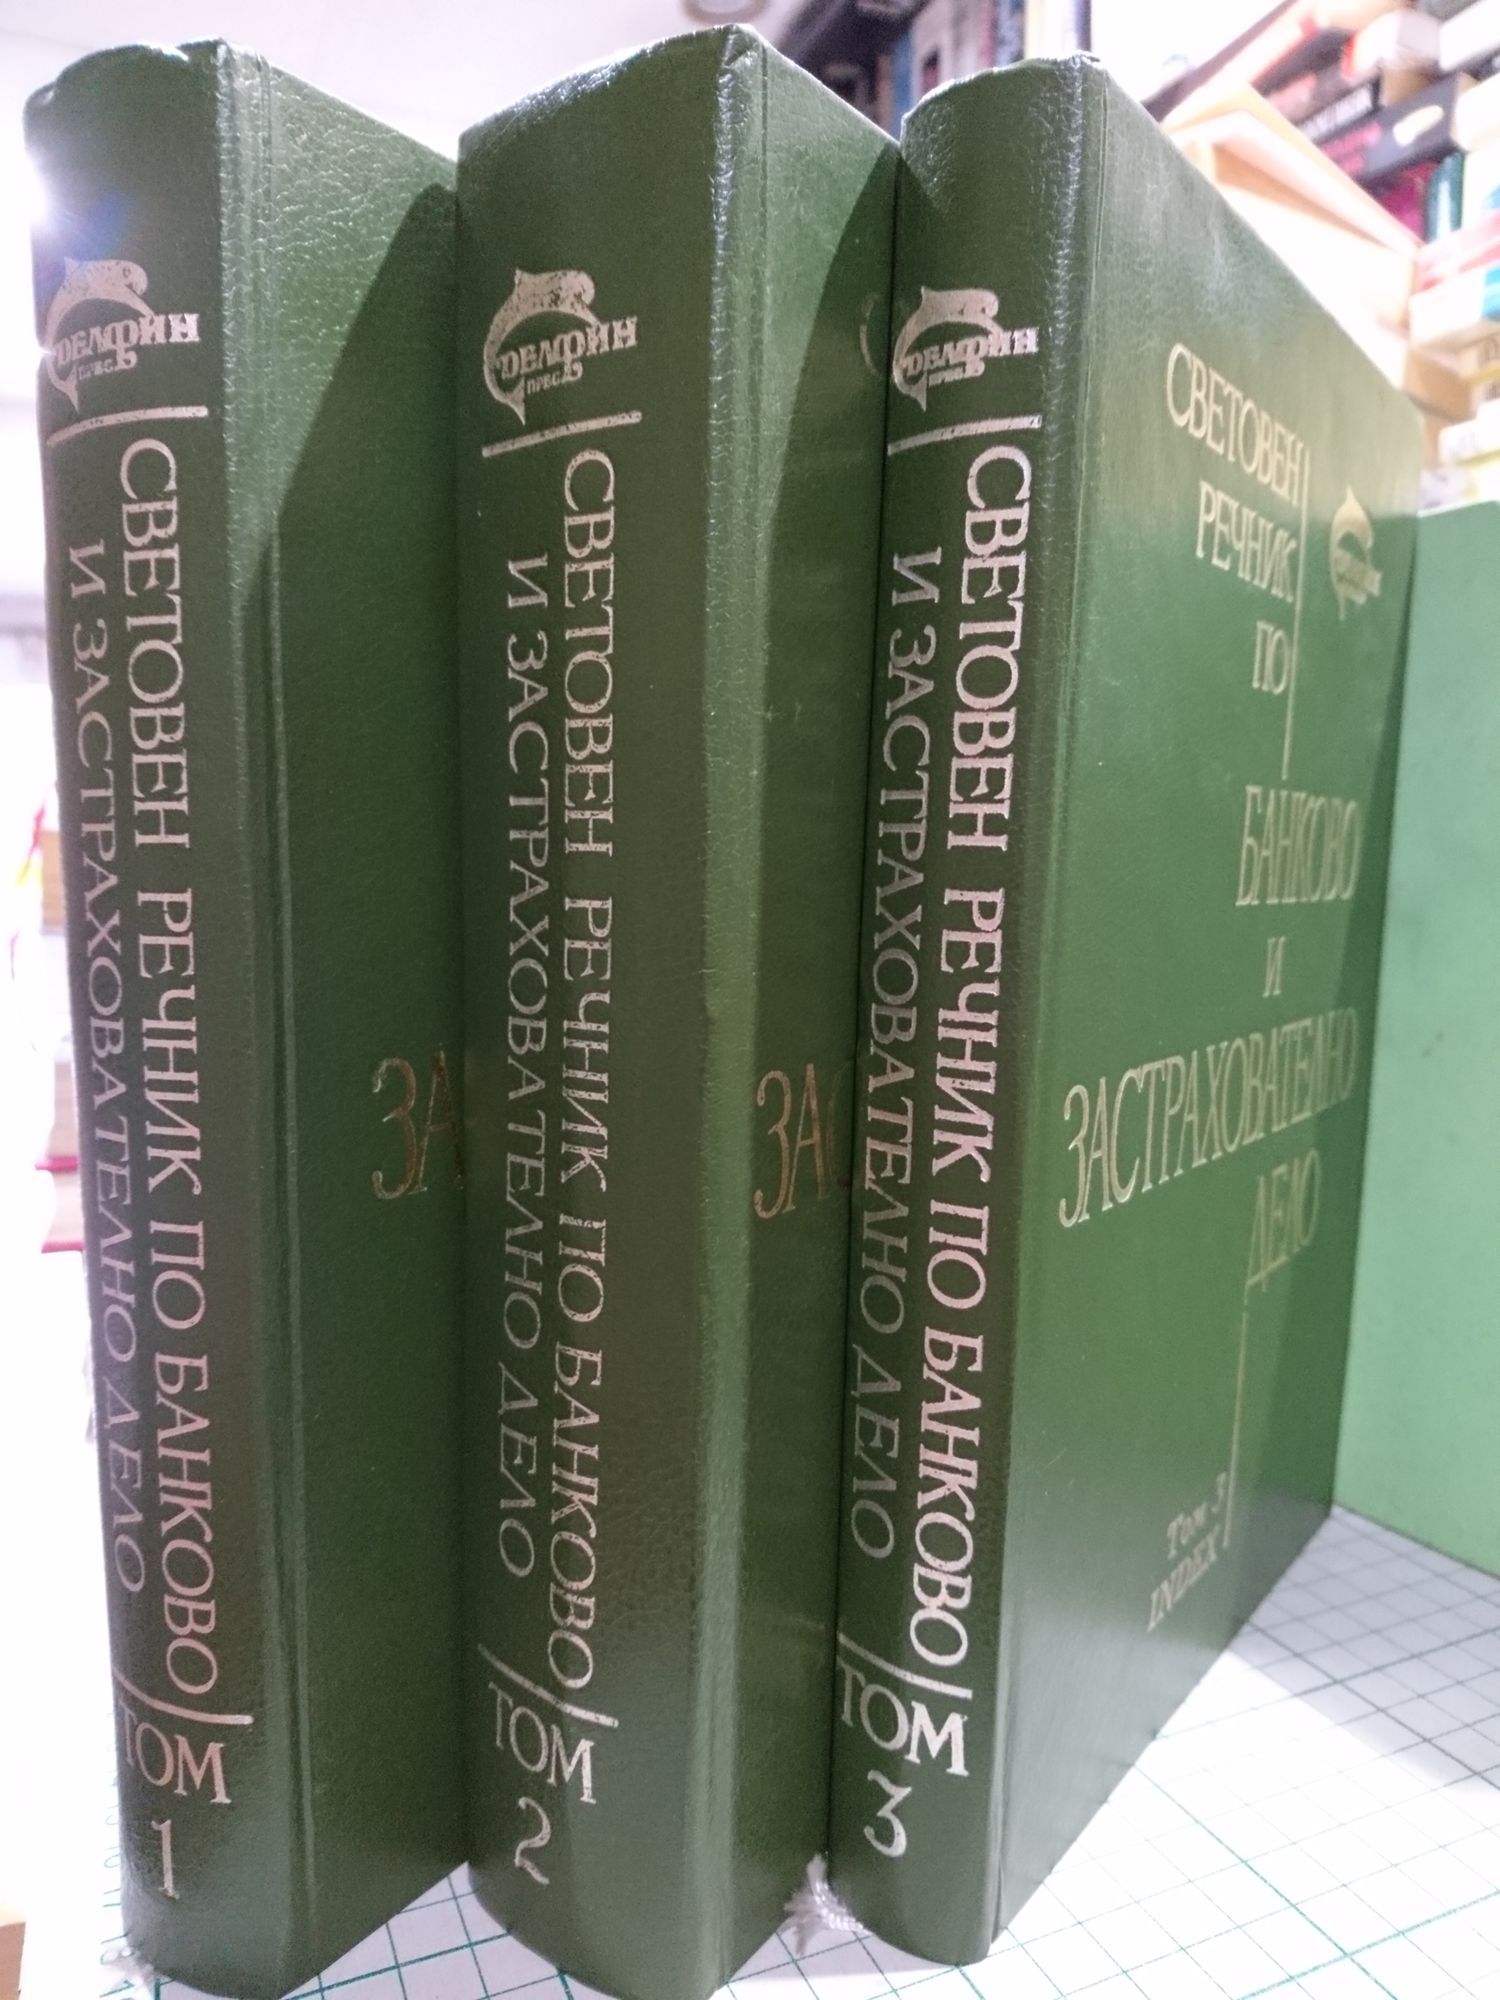 ДЕЛФИН
ПРЕС
СВЕТОВЕН РЕЧНИК ПО БАНКОВО
И ЗАСТРАХОВАТЕЛНО ДЕЛО
ТОМ
1
ЗА
ДЕЛФИН
ПРЕС
СВЕТОВЕН РЕЧНИК ПО БАНКОВО
И ЗАСТРАХОВАТЕЛНО ДЕЛО
ТОМ
2
ЗАС
ДЕЛФИН
ПРЕС
СВЕТОВЕН РЕЧНИК ПО БАНКОВО
И ЗАСТРАХОВАТЕЛНО ДЕЛО
ТОМ
3
СВЕТОВЕН
РЕЧНИК
ПО
БАНКОВО
И
ЗАСТРАХОВАТЕЛНО
ДЕЛО
Том 3
INDEX